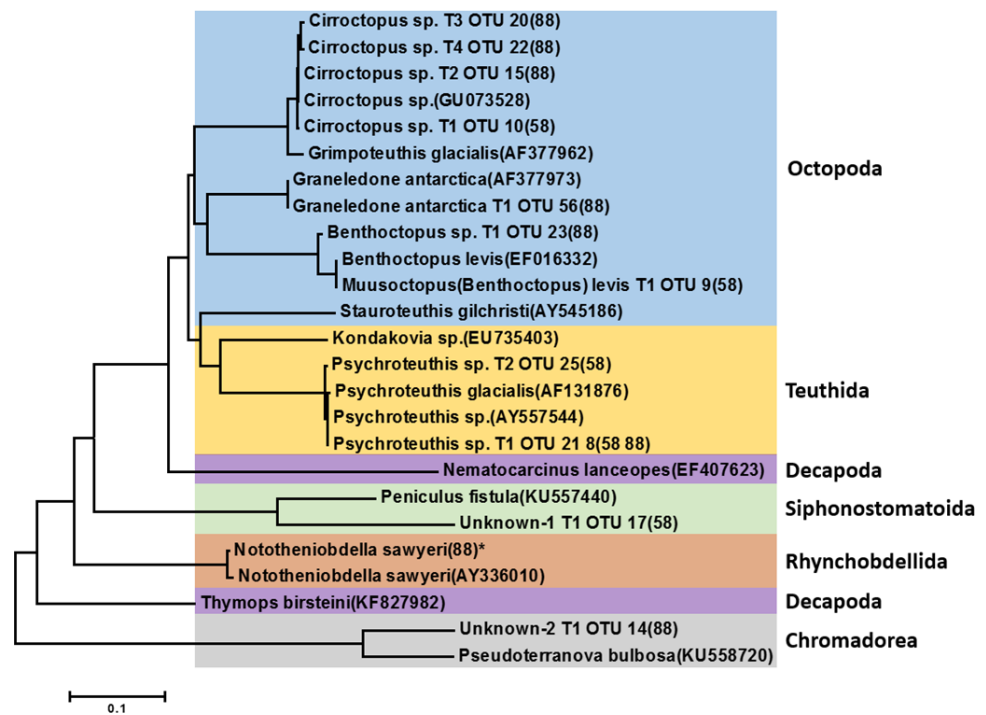 Cirroctopus sp. T3 OTU 20(88)
Cirroctopus sp. T4 OTU 22(88)
Cirroctopus sp. T2 OTU 15(88)
Cirroctopus sp.(GU073528)
Cirroctopus sp. T1 OTU 10(58)
Grimpoteuthis glacialis(AF377962)
Octopoda
Graneledone antarctica(AF377973)
Graneledone antarctica T1 OTU 56(88)
Benthoctopus sp. T1 OTU 23(88)
Benthoctopus levis(EF016332)
Muusoctopus(Benthoctopus) levis T1 OTU 9(58)
Stauroteuthis gilchristi(AY545186)
Kondakovia sp.(EU735403)
Psychroteuthis sp. T2 OTU 25(58)
Psychroteuthis glacialis(AF131876)
Teuthida
Psychroteuthis sp.(AY557544)
Psychroteuthis sp. T1 OTU 21 8(58 88)
Nematocarcinus lanceopes(EF407623)
Decapoda
Peniculus fistula(KU557440)
Siphonostomatoida
Unknown-1 T1 OTU 17(58)
Nototheniobdella sawyeri(88)*
Rhynchobdellida
Nototheniobdella sawyeri(AY336010)
Thymops birsteini(KF827982)
Decapoda
Unknown-2 T1 OTU 14(88)
Chromadorea
Pseudoterranova bulbosa(KU558720)
0.1